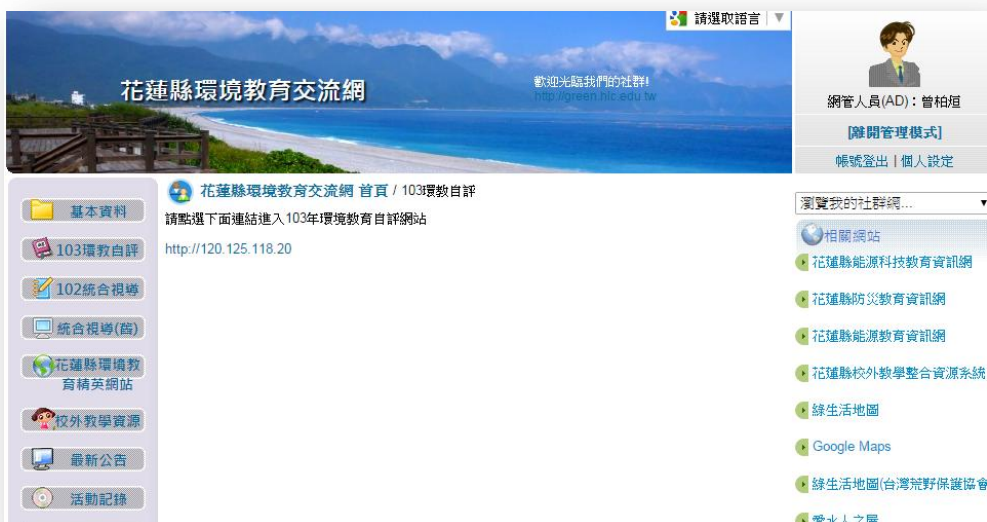 請選取語言 ▼
花蓮縣環境教育交流網
歡迎光臨我們的社群!
http://green.hlc.edu.tw
網管人員(AD)：曾柏烜
[離開管理模式]
帳號登出 | 個人設定
花蓮縣環境教育交流網 首頁 / 103環教自評
請點選下面連結進入103年環境教育自評網站
http://120.125.118.20
基本資料
103環教自評
102統合視導
統合視導(舊)
花蓮縣環境教
育精英網站
校外教學資源
最新公告
活動記錄
瀏覽我的社群網...
相關網站
花蓮縣能源科技教育資訊網
花蓮縣防災教育資訊網
花蓮縣能源教育資訊網
花蓮縣校外教學整合資源系統
綠生活地圖
Google Maps
綠生活地圖(台灣荒野保護協會
愛水人之屋